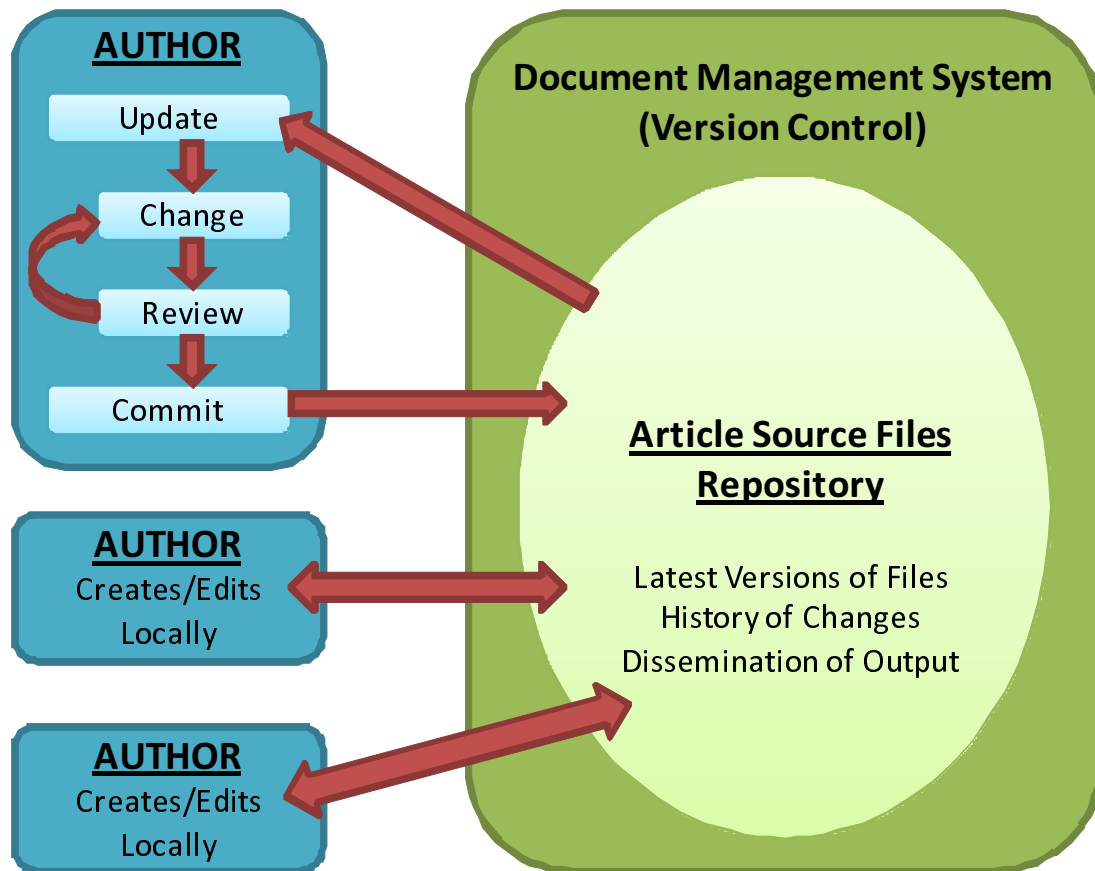 AUTHOR
Update
Change
Review
Commit
AUTHOR
Creates/Edits
Locally
AUTHOR
Creates/Edits
Locally
Document Management System
(Version Control)
Article Source Files
Repository
Latest Versions of Files
History of Changes
Dissemination of Output